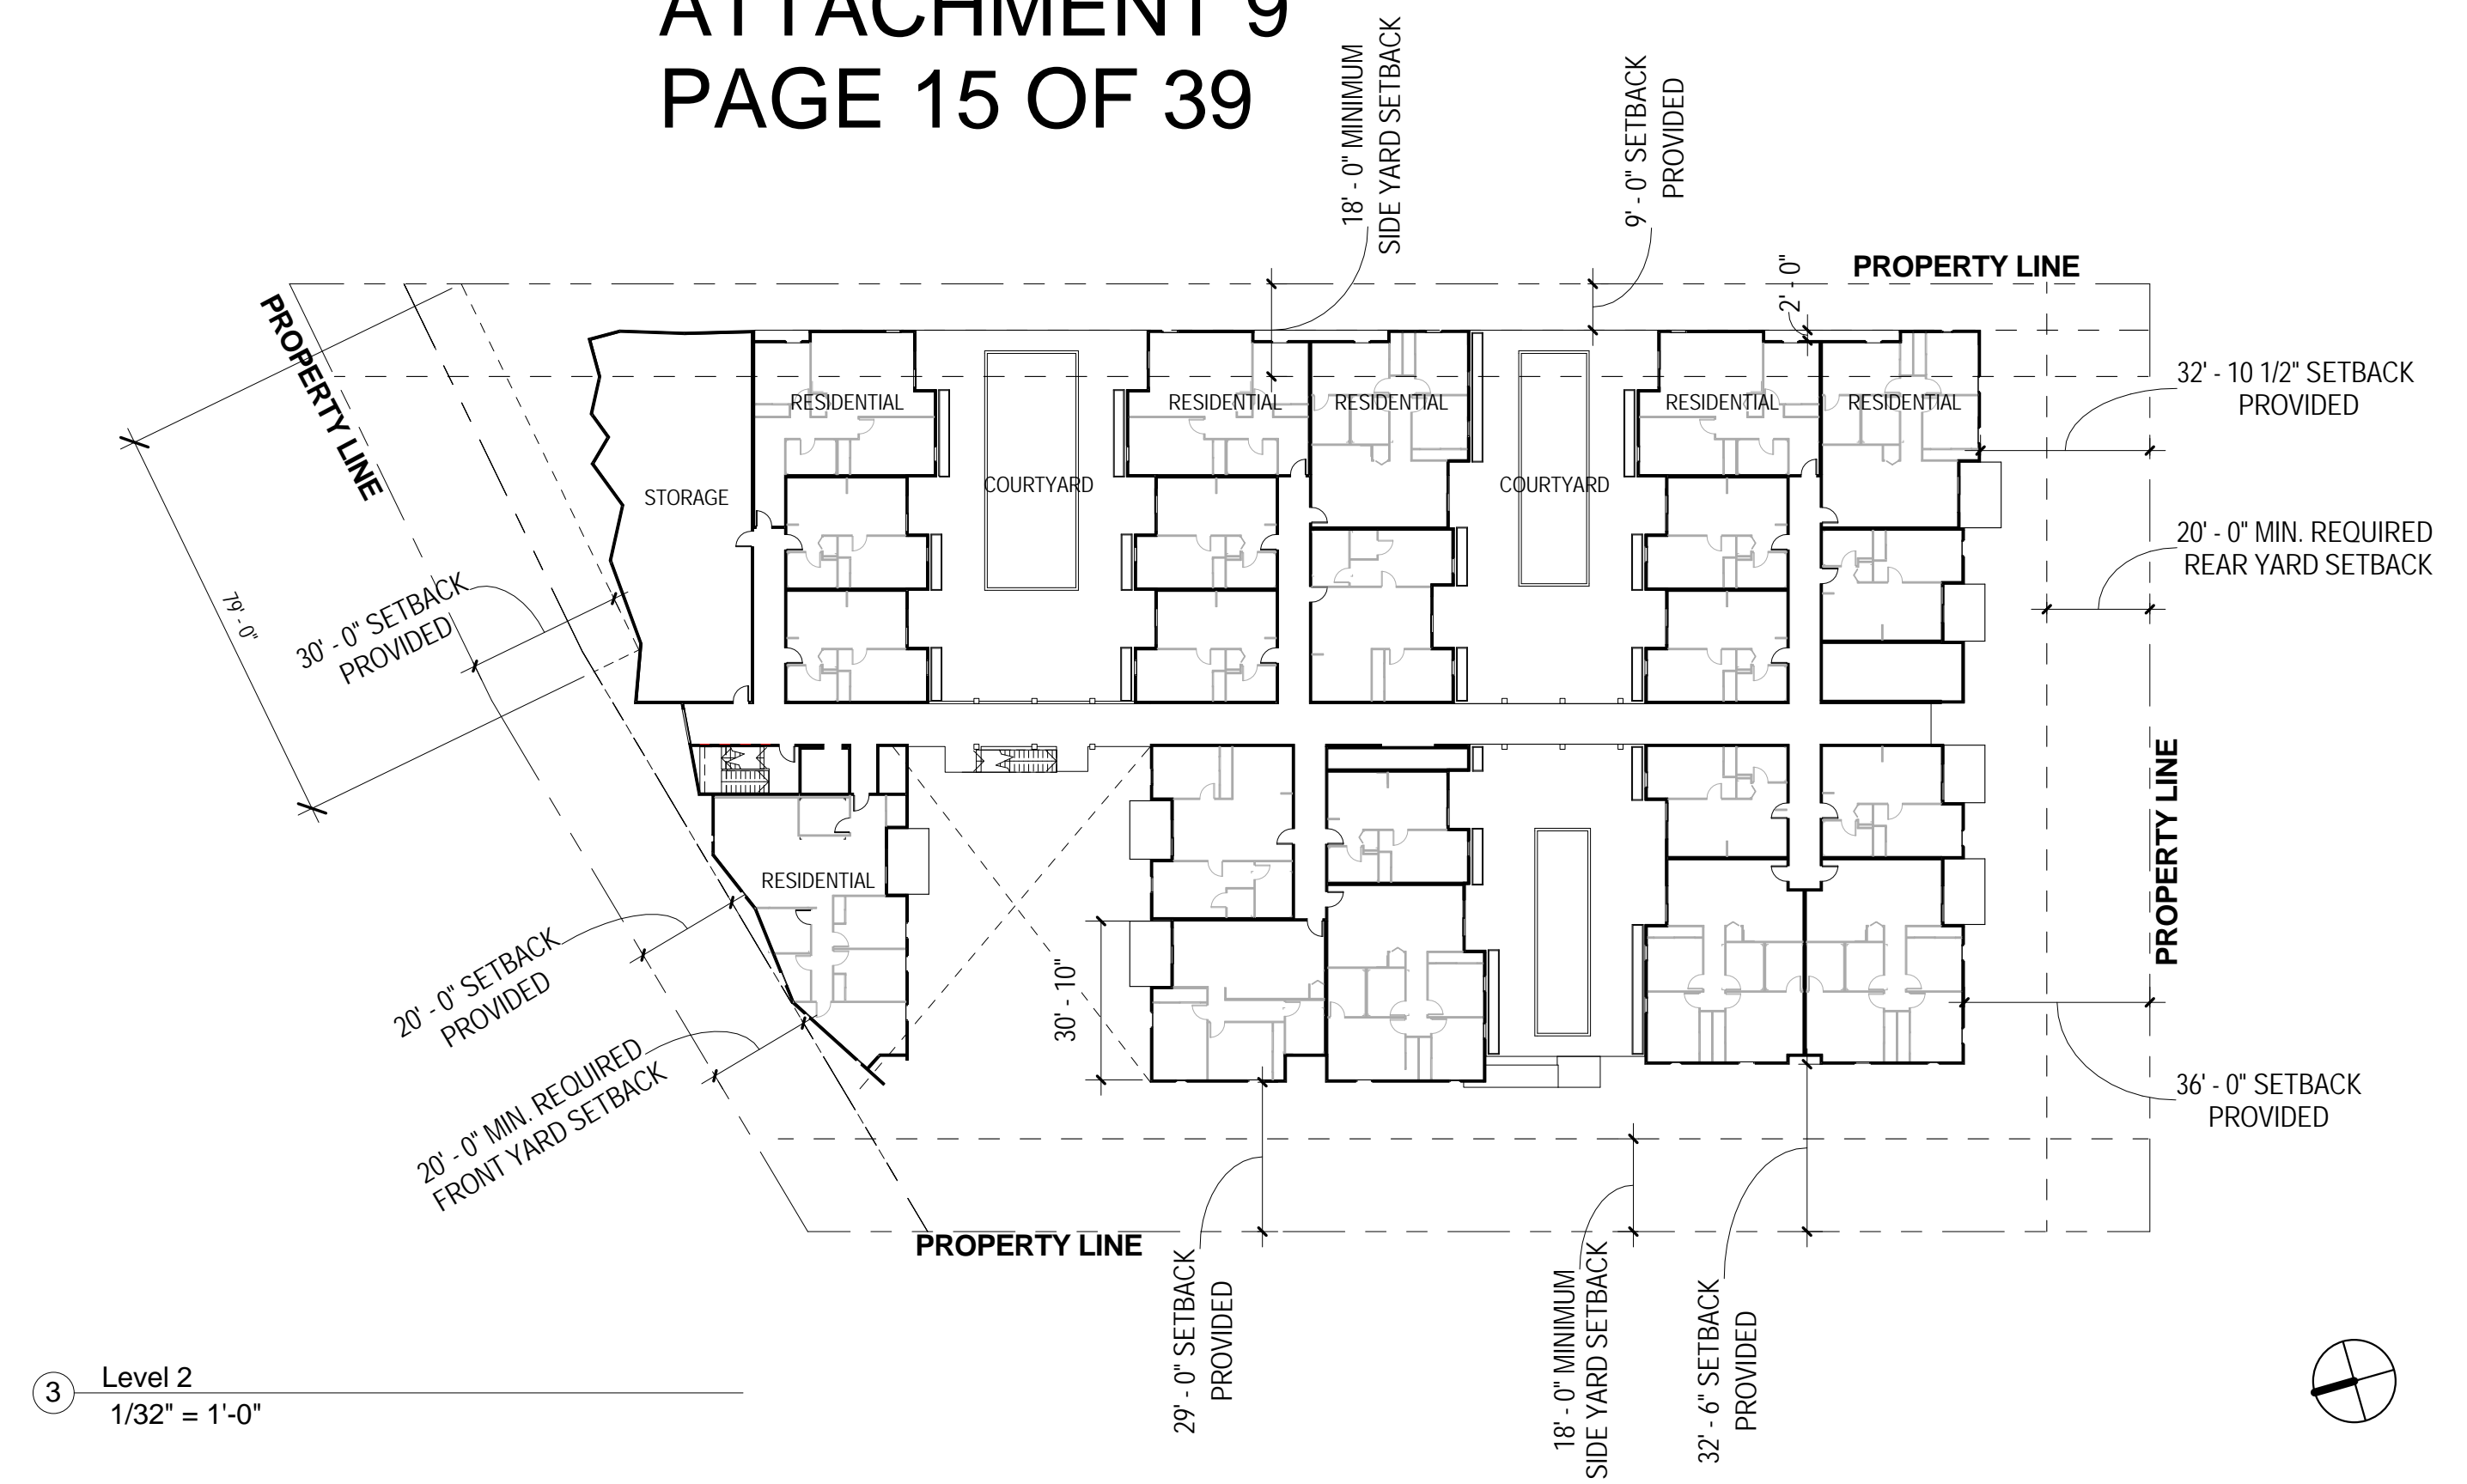 ATTACHMENT 9
PAGE 15 OF 39
18' - 0" MINIMUM
SIDE YARD SETBACK
9' - 0" SETBACK
PROVIDED
2' - 0"
PROPERTY LINE
PROPERTY LINE
32' - 10 1/2" SETBACK
PROVIDED
RESIDENTIAL
RESIDENTIAL
RESIDENTIAL
RESIDENTIAL
RESIDENTIAL
STORAGE
COURTYARD
COURTYARD
20' - 0" MIN. REQUIRED
REAR YARD SETBACK
79' - 0"
30' - 0" SETBACK
PROVIDED
PROPERTY LINE
RESIDENTIAL
20' - 0" SETBACK
PROVIDED
30' - 10"
20' - 0" MIN. REQUIRED
FRONT YARD SETBACK
36' - 0" SETBACK
PROVIDED
PROPERTY LINE
29' - 0" SETBACK
PROVIDED
18' - 0" MINIMUM
SIDE YARD SETBACK
32' - 6" SETBACK
PROVIDED
3
Level 2
1/32" = 1'-0"